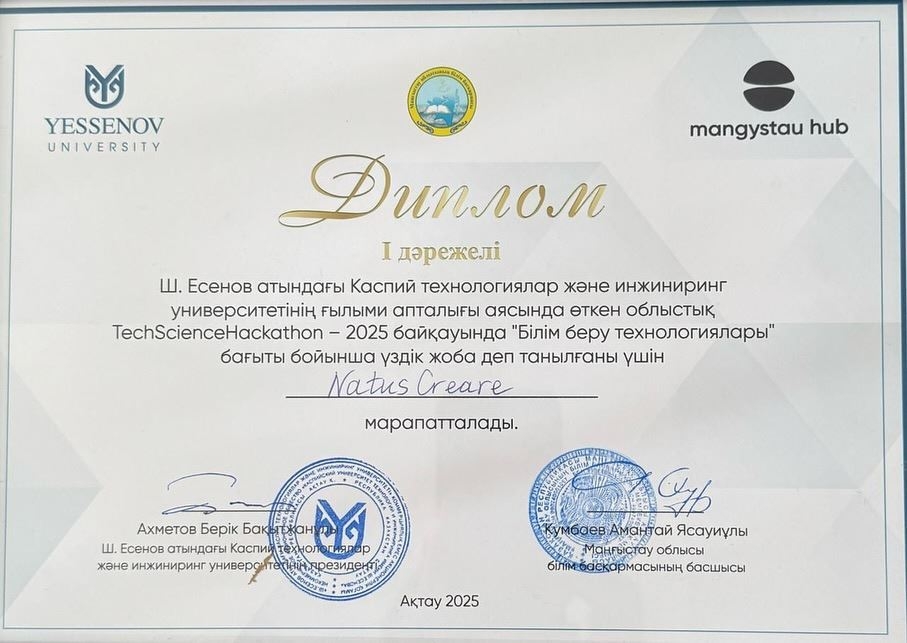 YESSENOV
UNIVERSITY
mangystau hub
Диплом
І дәрежелі
Ш. Есенов атындағы Каспий технологиялар және инжиниринг
университетінің ғылыми апталығы аясында өткен облыстық
TechScienceHackathon – 2025 байқауында "Білім беру технологиялары"
бағыты бойынша үздік жоба деп танылғаны үшін
Natus Creare
марапатталады.
Ахметов Берік Бақытжанұлы
Ш. Есенов атындағы Каспий технологиялар
және инжиниринг университетінің президенті
Кумбаев Амантай Ясауиұлы
Маңғыстау облысы
білім басқармасының басшысы
Ақтау 2025